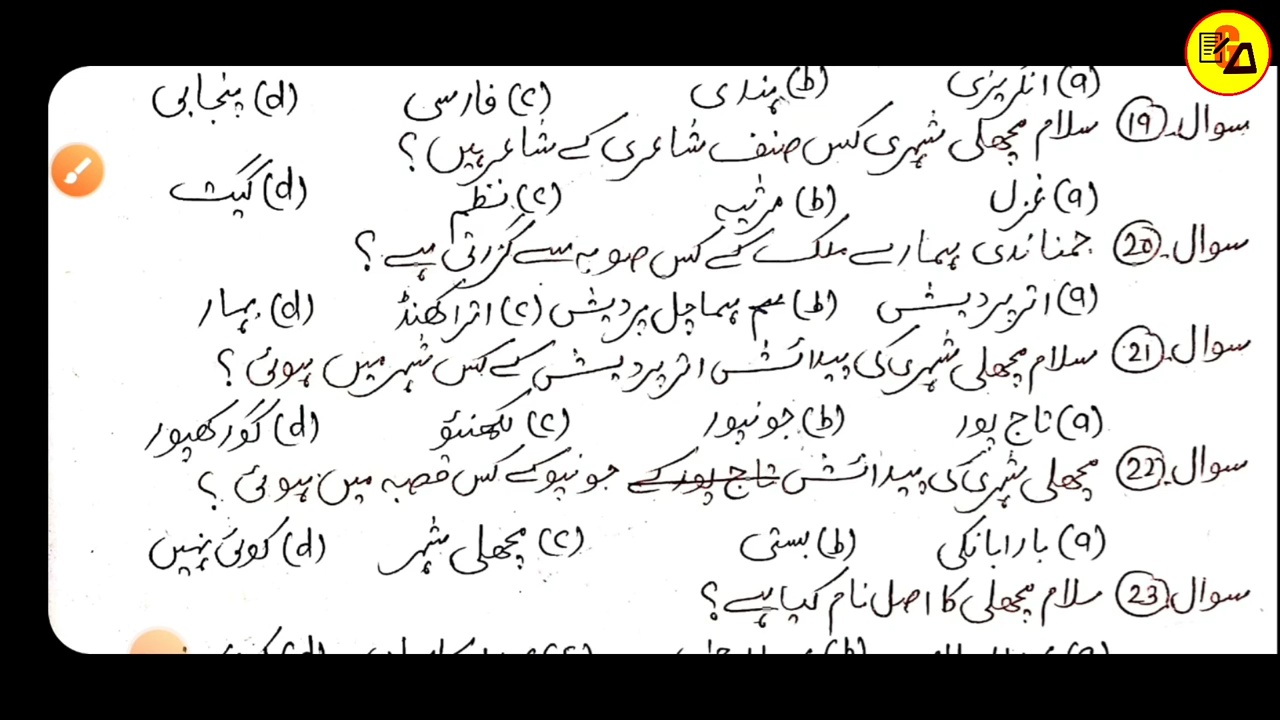 (a) انگریزی (b) ہندی (c) فارسی (d) پنجابی
سوال۔ ۱۹ سلام مچھلی شہری کس صنف شاعری کے شاعر ہیں؟
(a) غزل (b) مرثیہ (c) نظم (d) گیت
سوال۔ 20 جمنا ندی ہمارے ملک کے کس صوبہ سے گزرتی ہے؟
(a) اترپردیش (b) ہماچل پردیش (c) اتراکھنڈ (d) بہار
سوال۔ 21 سلام مچھلی شہری کی پیدائش اترپردیش کے کس شہر میں ہوئی؟
(a) تاج پور (b) جونپور (c) لکھنئؤ (d) گورکھپور
سوال۔ 22 مچھلی شہری کی پیدائش تاج پور کے جونپو کے کس قصبہ میں ہوئی؟
(a) بارابانکی (b) بستی (c) مچھلی شہر (d) کوئی نہیں
سوال۔ 23 سلام مچھلی کا اصل نام کیا ہے؟